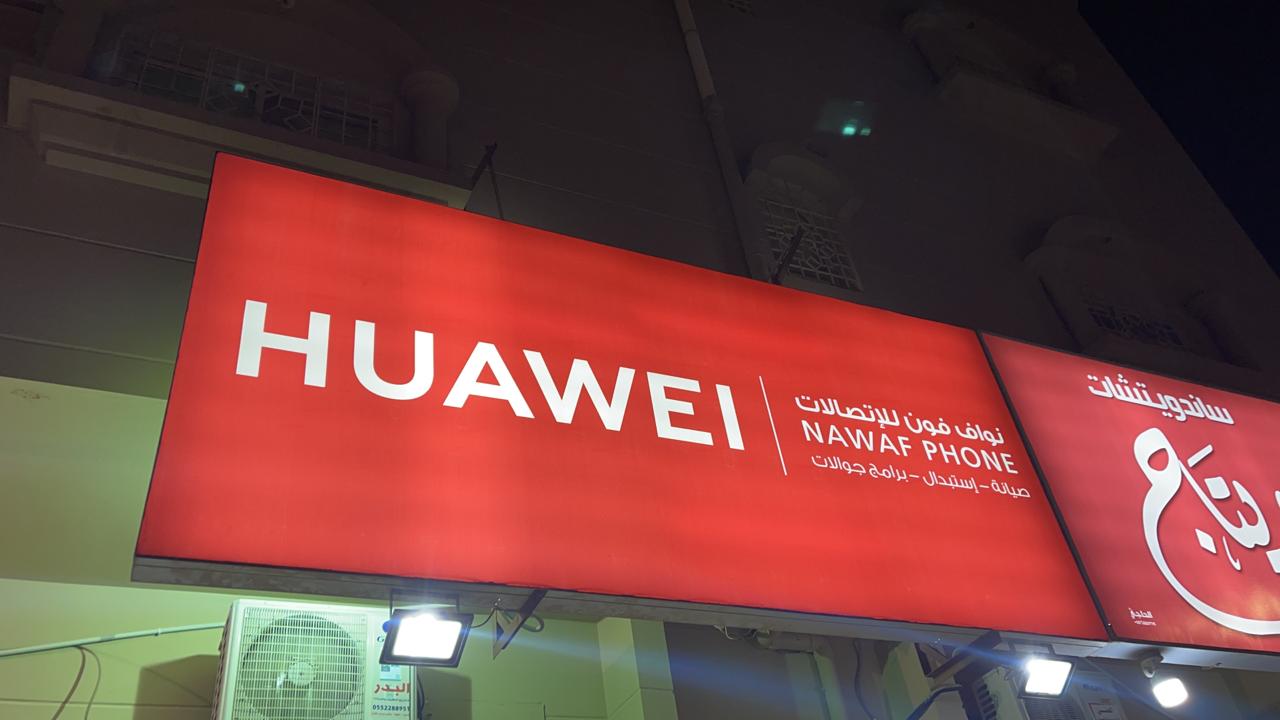 HUAWEI
نواف فون للإتصالات
NAWAF PHONE
صيانة - إستبدال - برامج جوالات
ساندويتشات
البدر